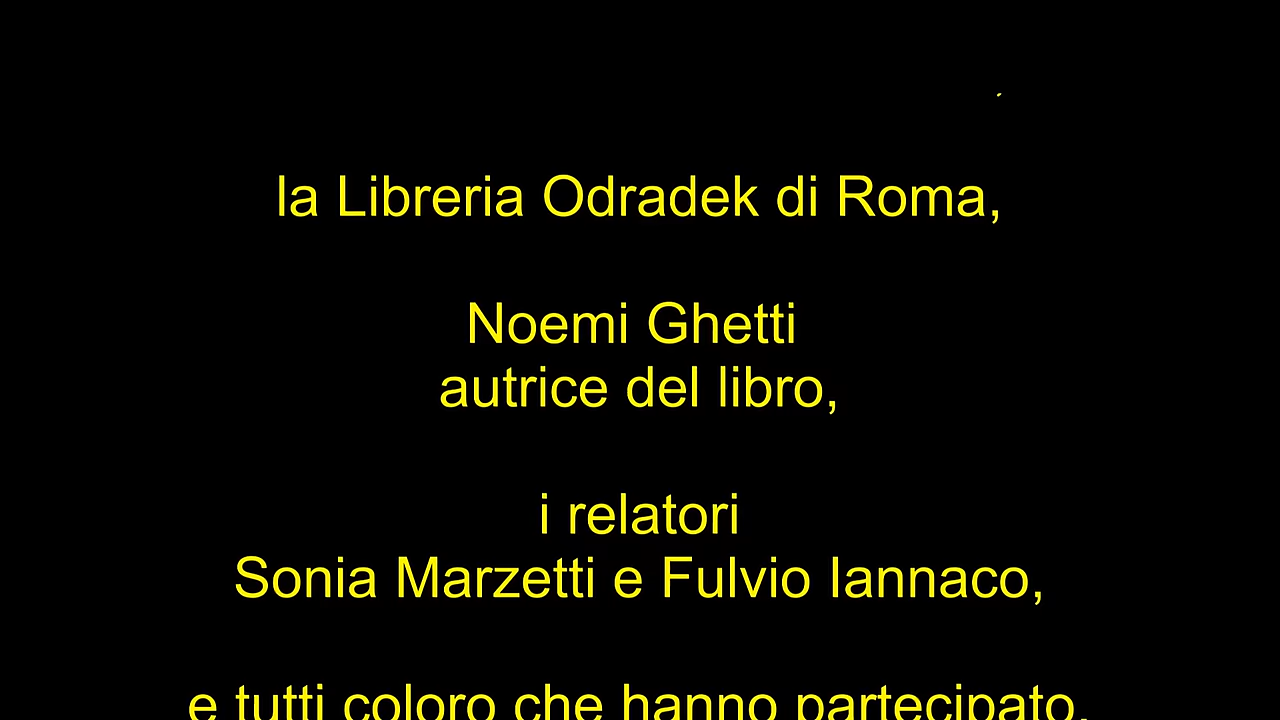 la Libreria Odradek di Roma,
Noemi Ghetti
autrice del libro,
i relatori
Sonia Marzetti e Fulvio Iannaco,
e tutti coloro che hanno partecipato.